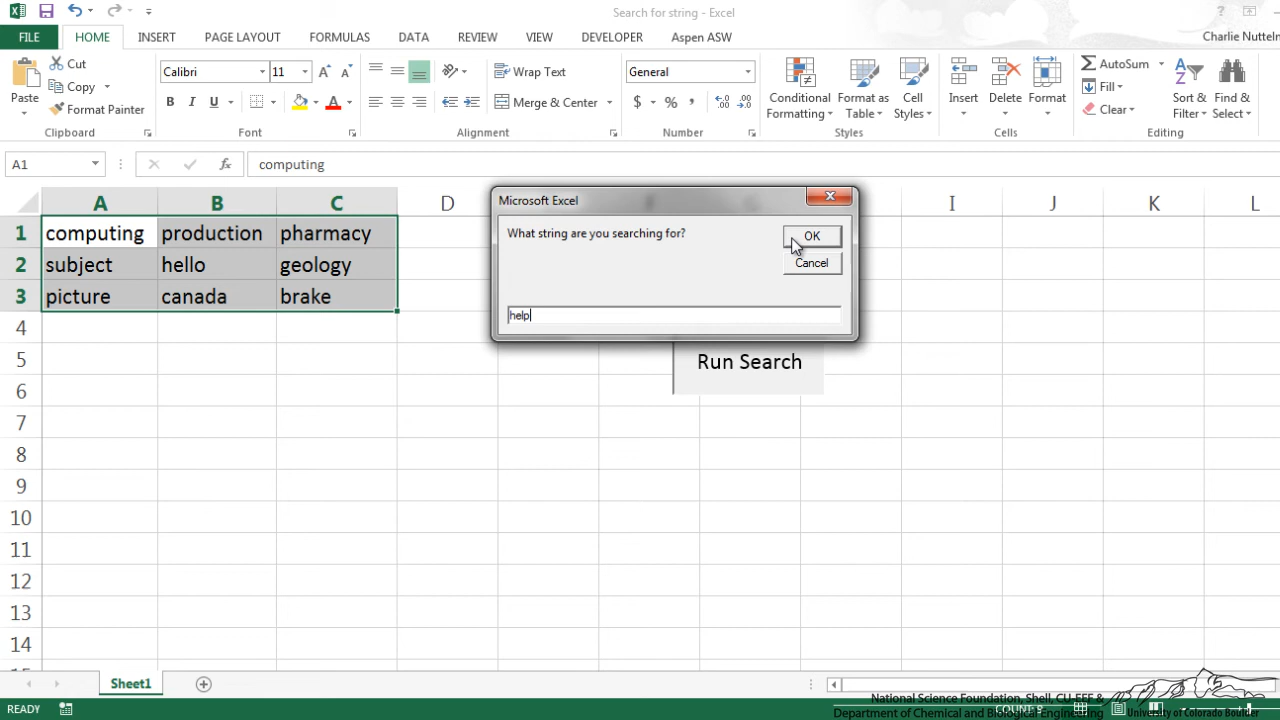 Search for string - Excel
FILE HOME INSERT PAGE LAYOUT FORMULAS DATA REVIEW VIEW DEVELOPER Aspen ASW Charlie Nutteln
Paste
Cut
Copy
Format Painter
Clipboard
Calibri 11
B I U
Font
Wrap Text
Merge & Center
Alignment
General
$ % ,
Number
Conditional Formatting
Format as Table
Cell Styles
Styles
Insert
Delete
Format
Cells
AutoSum
Fill
Clear
Sort & Filter
Find & Select
Editing
A1 fx computing
A B C D I J K L
1 computing production pharmacy
2 subject hello geology
3 picture canada brake
4
5
6
7
8
9
10
11
12
13
14
Microsoft Excel
What string are you searching for?
OK
Cancel
help
Run Search
Sheet1
READY
National Science Foundation, Shell, CU-EEF &
Department of Chemical and Biological Engineering
University of Colorado Boulder